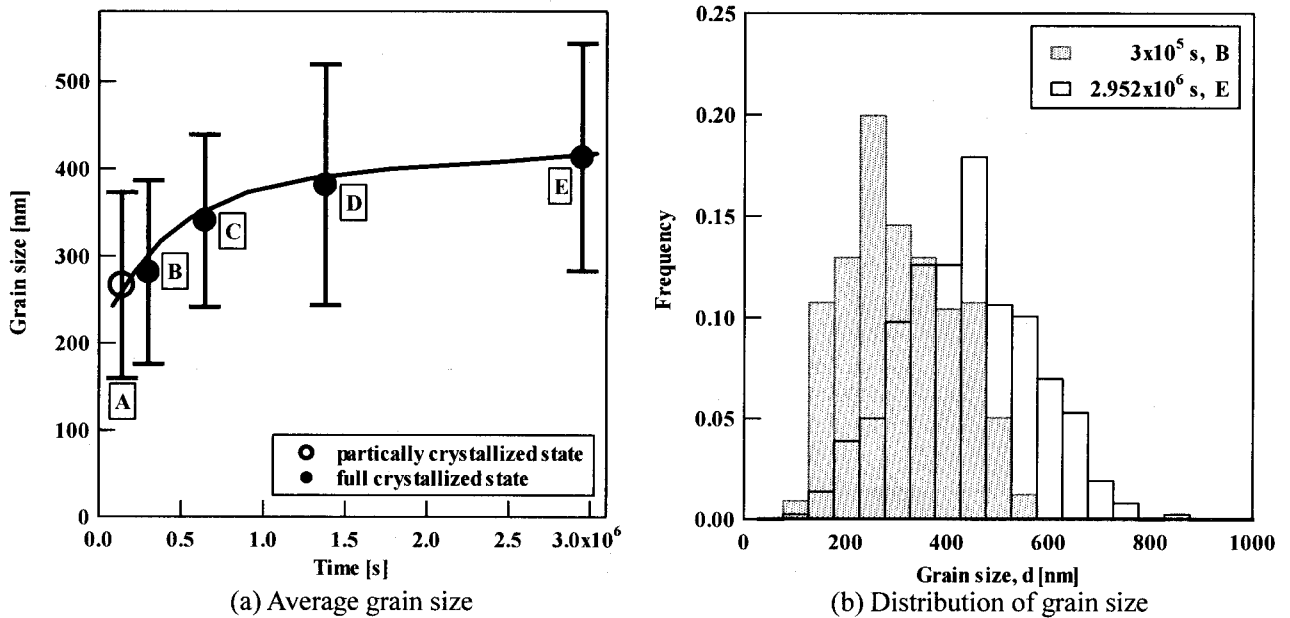 500
400
300
200
100
0
Grain size [nm]
A
B
C
D
E
partically crystallized state
full crystallized state
0.0
0.5
1.0
1.5
2.0
2.5
3.0x10⁶
Time [s]
(a) Average grain size
0.25
0.20
0.15
0.10
0.05
0.00
Frequency
3x10⁵ s, B
2.952x10⁶ s, E
0
200
400
600
800
1000
Grain size, d [nm]
(b) Distribution of grain size